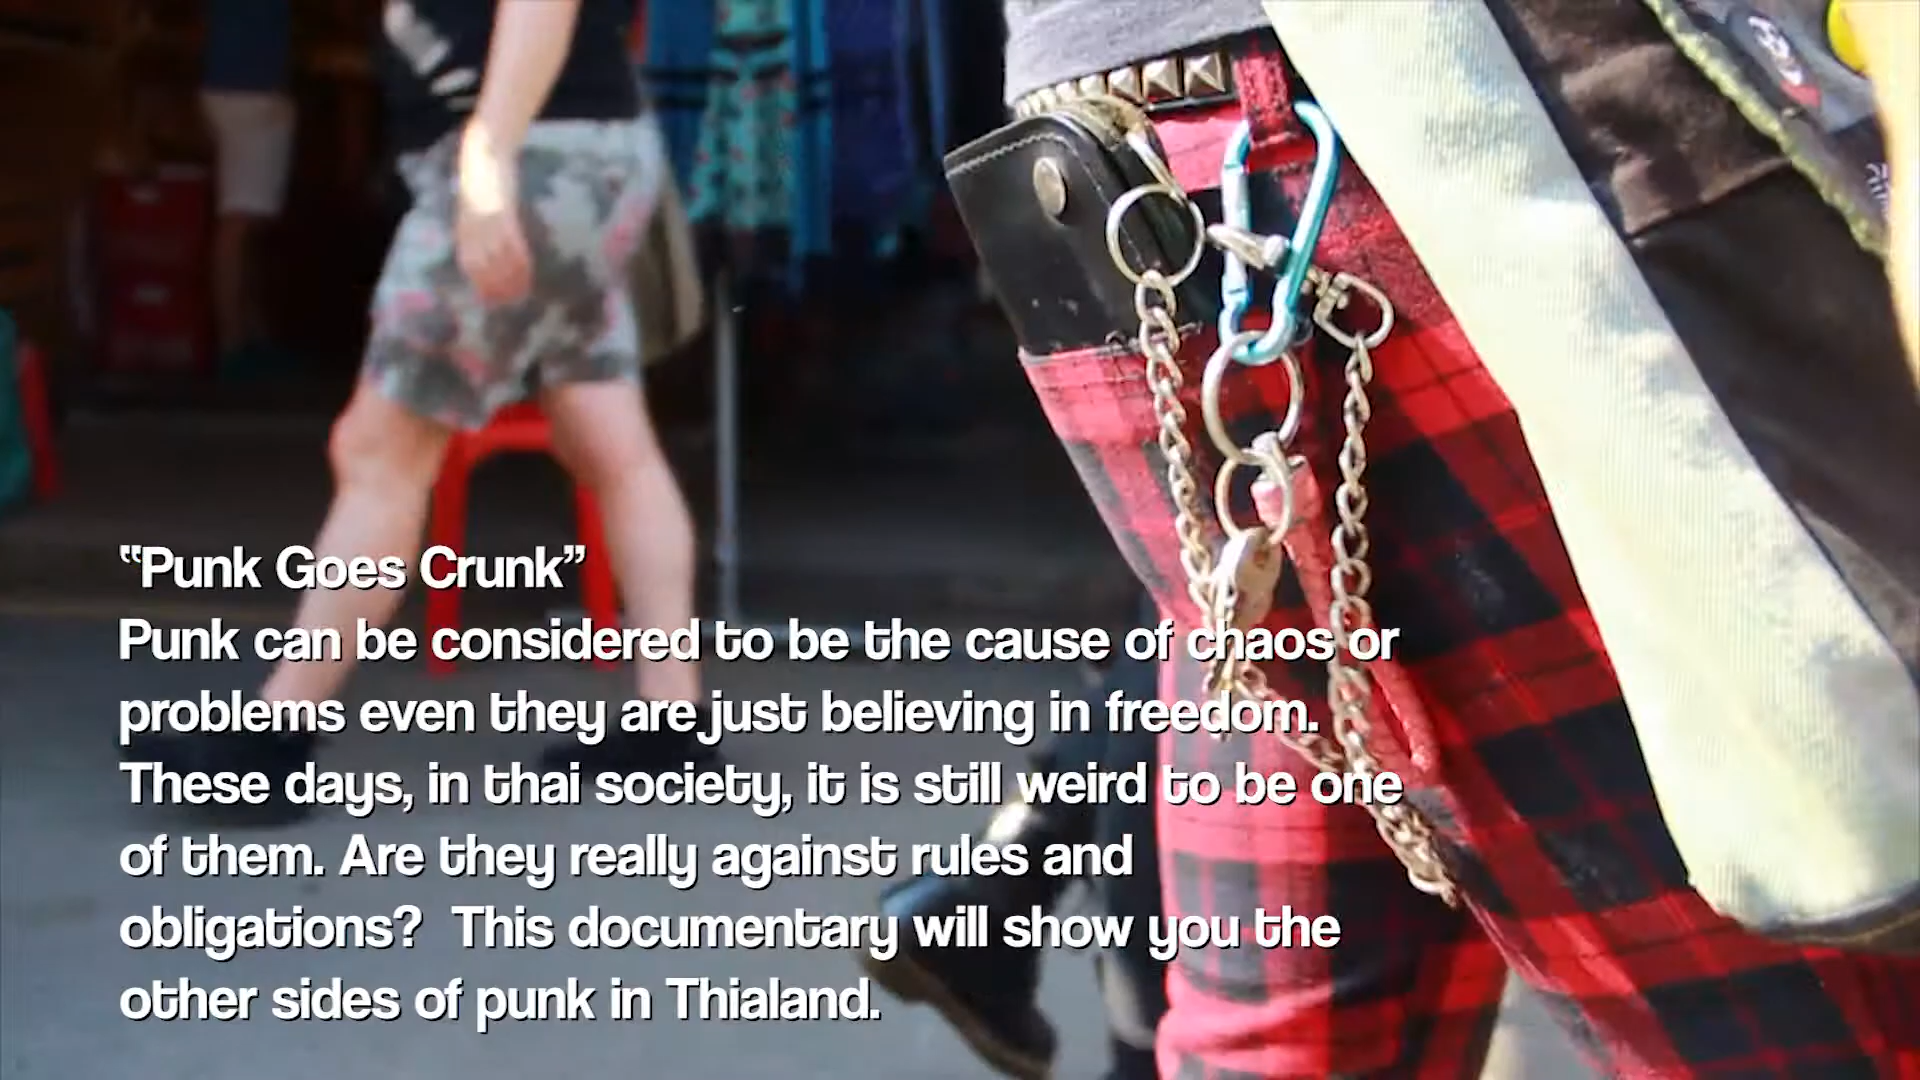 “Punk Goes Crunk”
Punk can be considered to be the cause of chaos or
problems even they are just believing in freedom.
These days, in thai society, it is still weird to be one
of them. Are they really against rules and
obligations?  This documentary will show you the
other sides of punk in Thialand.